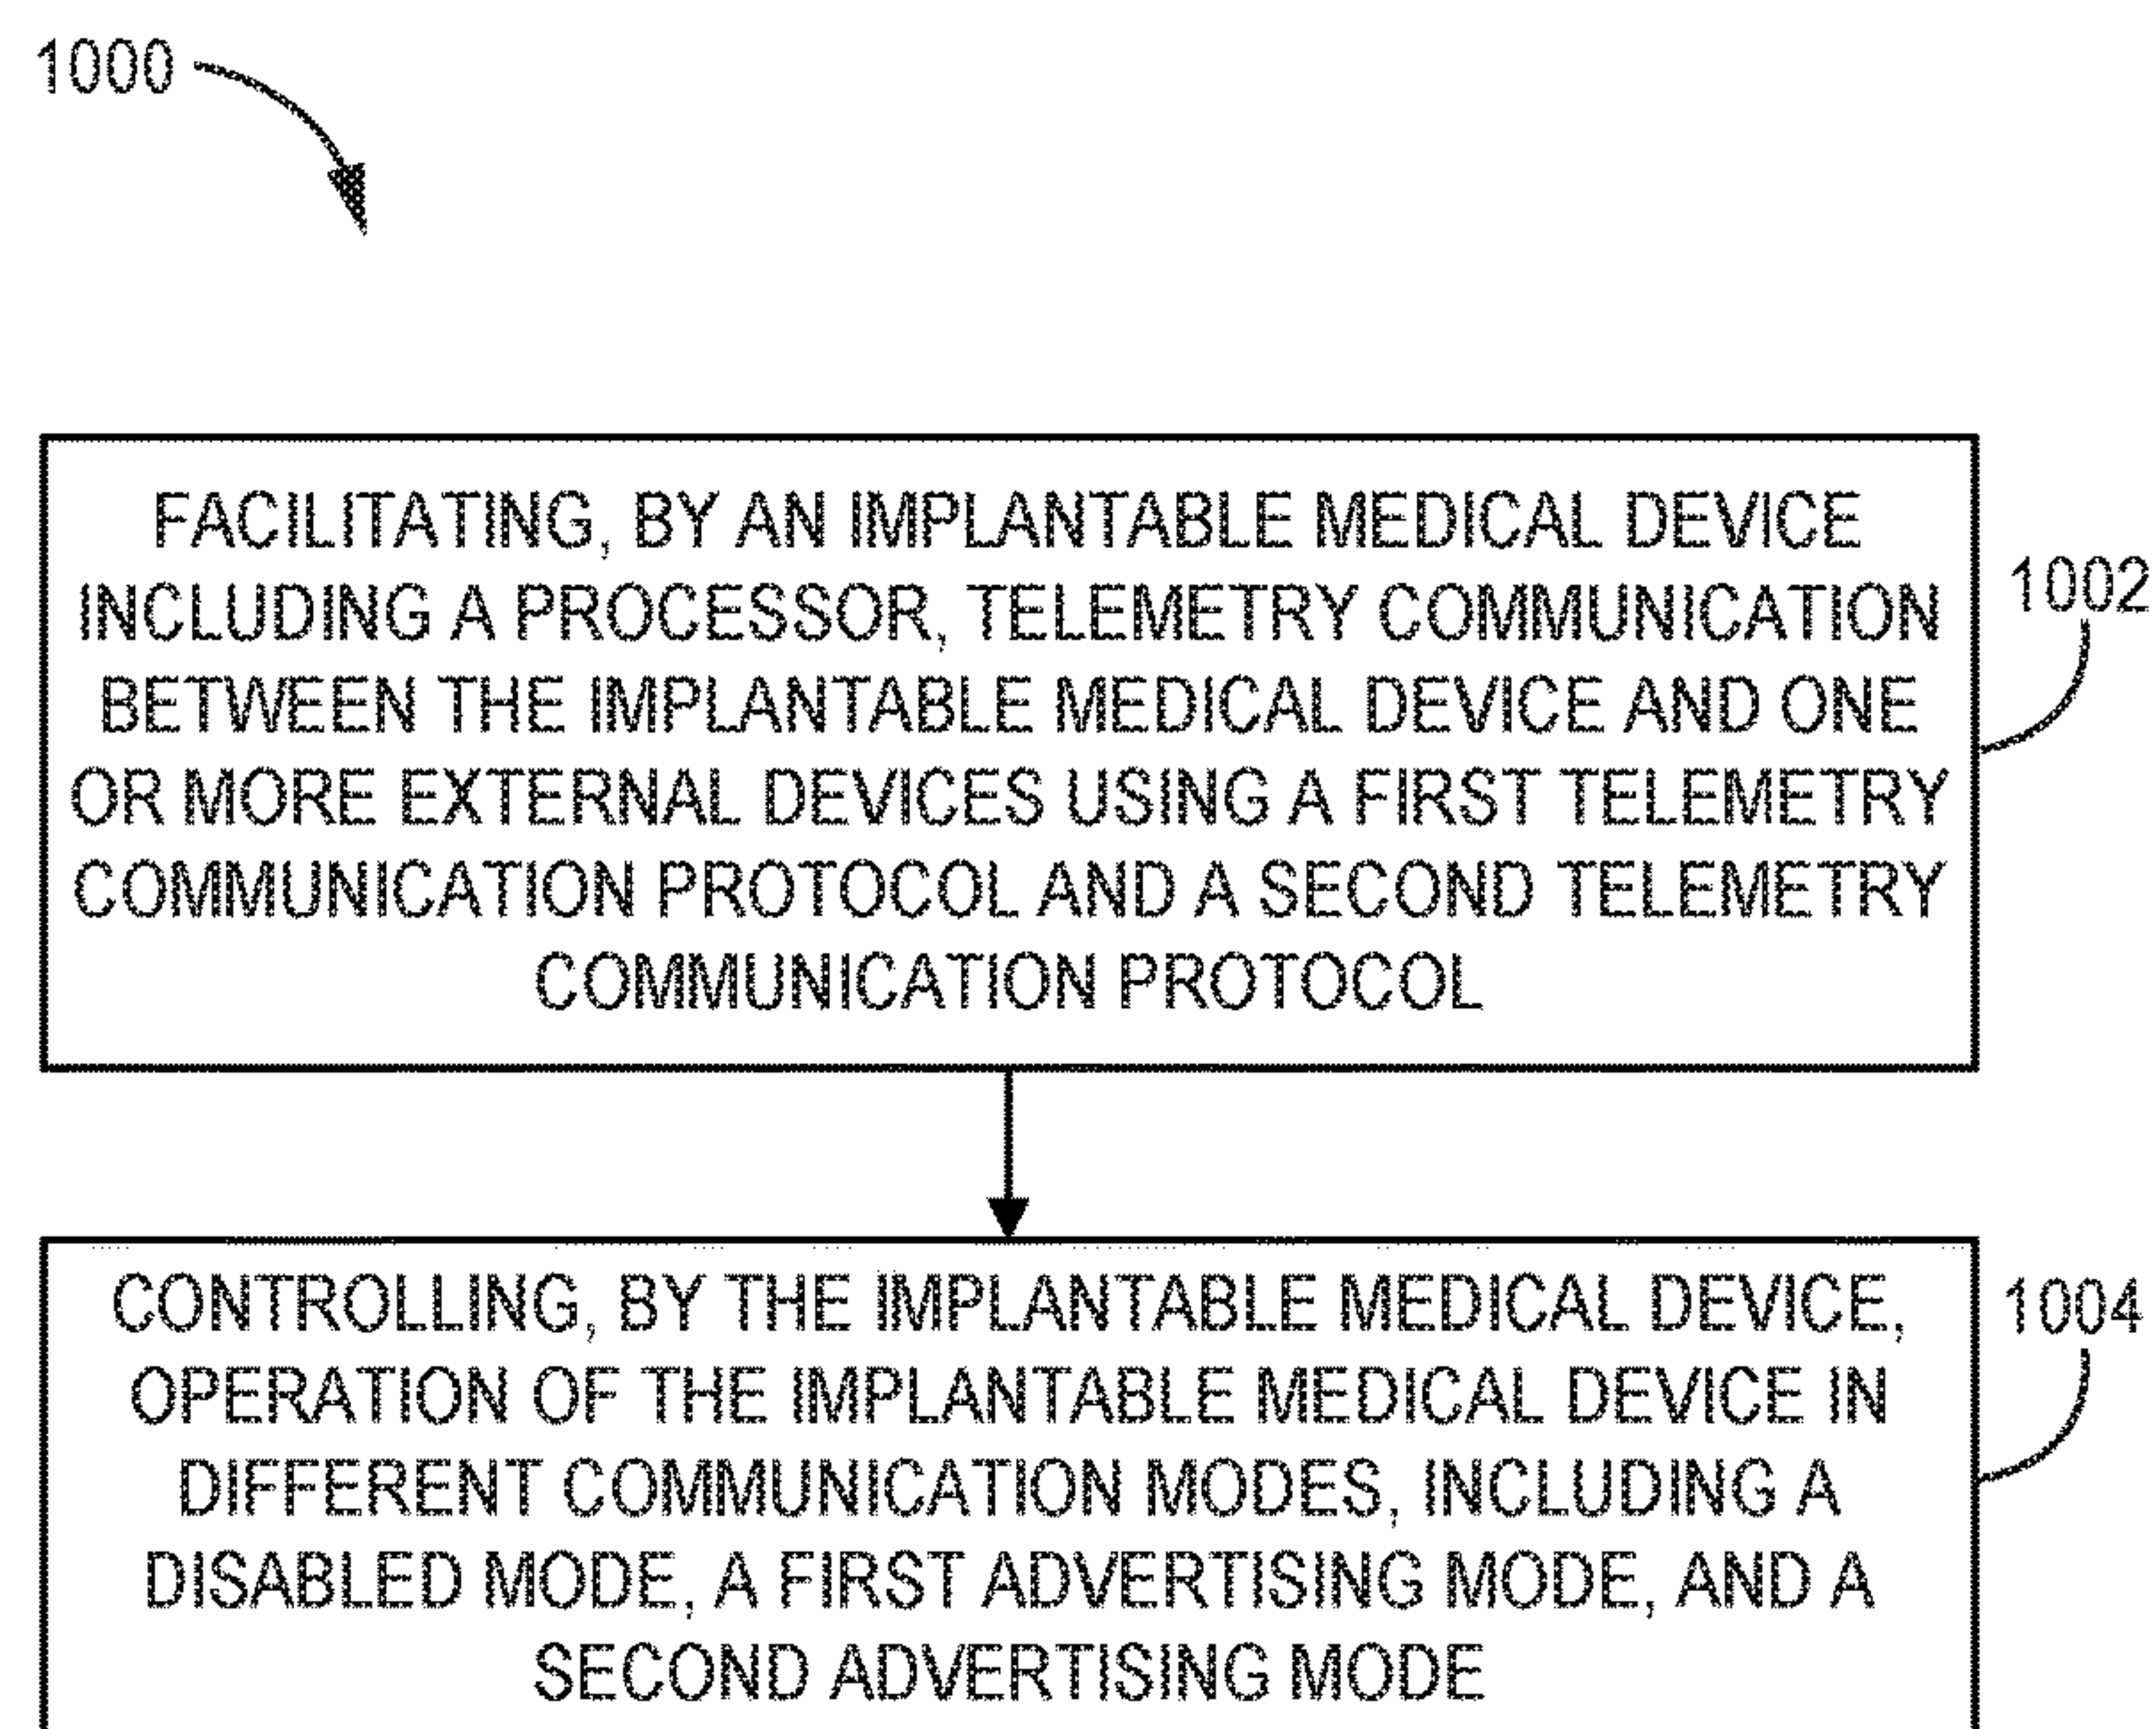 1000
FACILITATING, BY AN IMPLANTABLE MEDICAL DEVICE
INCLUDING A PROCESSOR, TELEMETRY COMMUNICATION
BETWEEN THE IMPLANTABLE MEDICAL DEVICE AND ONE
OR MORE EXTERNAL DEVICES USING A FIRST TELEMETRY
COMMUNICATION PROTOCOL AND A SECOND TELEMETRY
COMMUNICATION PROTOCOL
1002
CONTROLLING, BY THE IMPLANTABLE MEDICAL DEVICE,
OPERATION OF THE IMPLANTABLE MEDICAL DEVICE IN
DIFFERENT COMMUNICATION MODES, INCLUDING A
DISABLED MODE, A FIRST ADVERTISING MODE, AND A
SECOND ADVERTISING MODE
1004